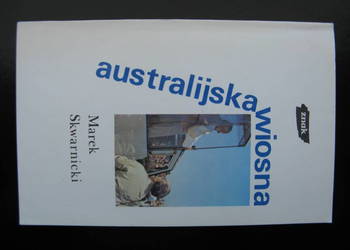 australijska
wiosna
znak
Marek
Skwarnicki